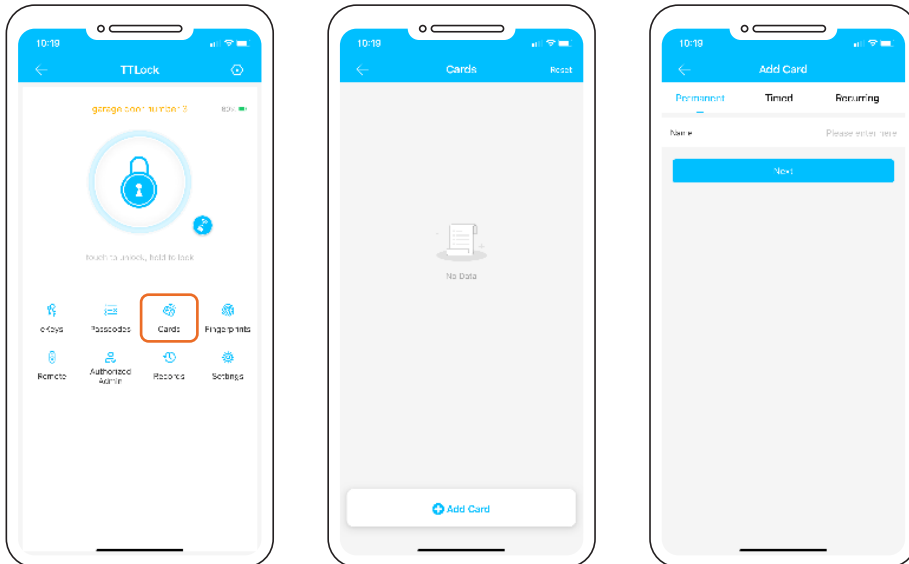 10:19
TTLock
garage door number 3
Touch to unlock, hold to lock
eKeys
Passcodes
Cards
Fingerprints
Remote
Authorized
Admin
Records
Settings
10:19
Cards
Reset
No Data
Add Card
10:19
Add Card
Permanent
Timed
Recurring
Name
Please enter here
Next